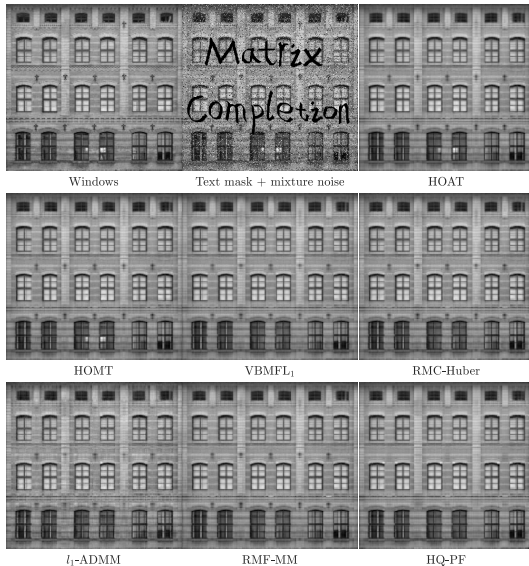 Matrix
Completion
Windows
Text mask + mixture noise
HOAT
HOMT
VBMFL₁
RMC-Huber
l₁-ADMM
RMF-MM
HQ-PF